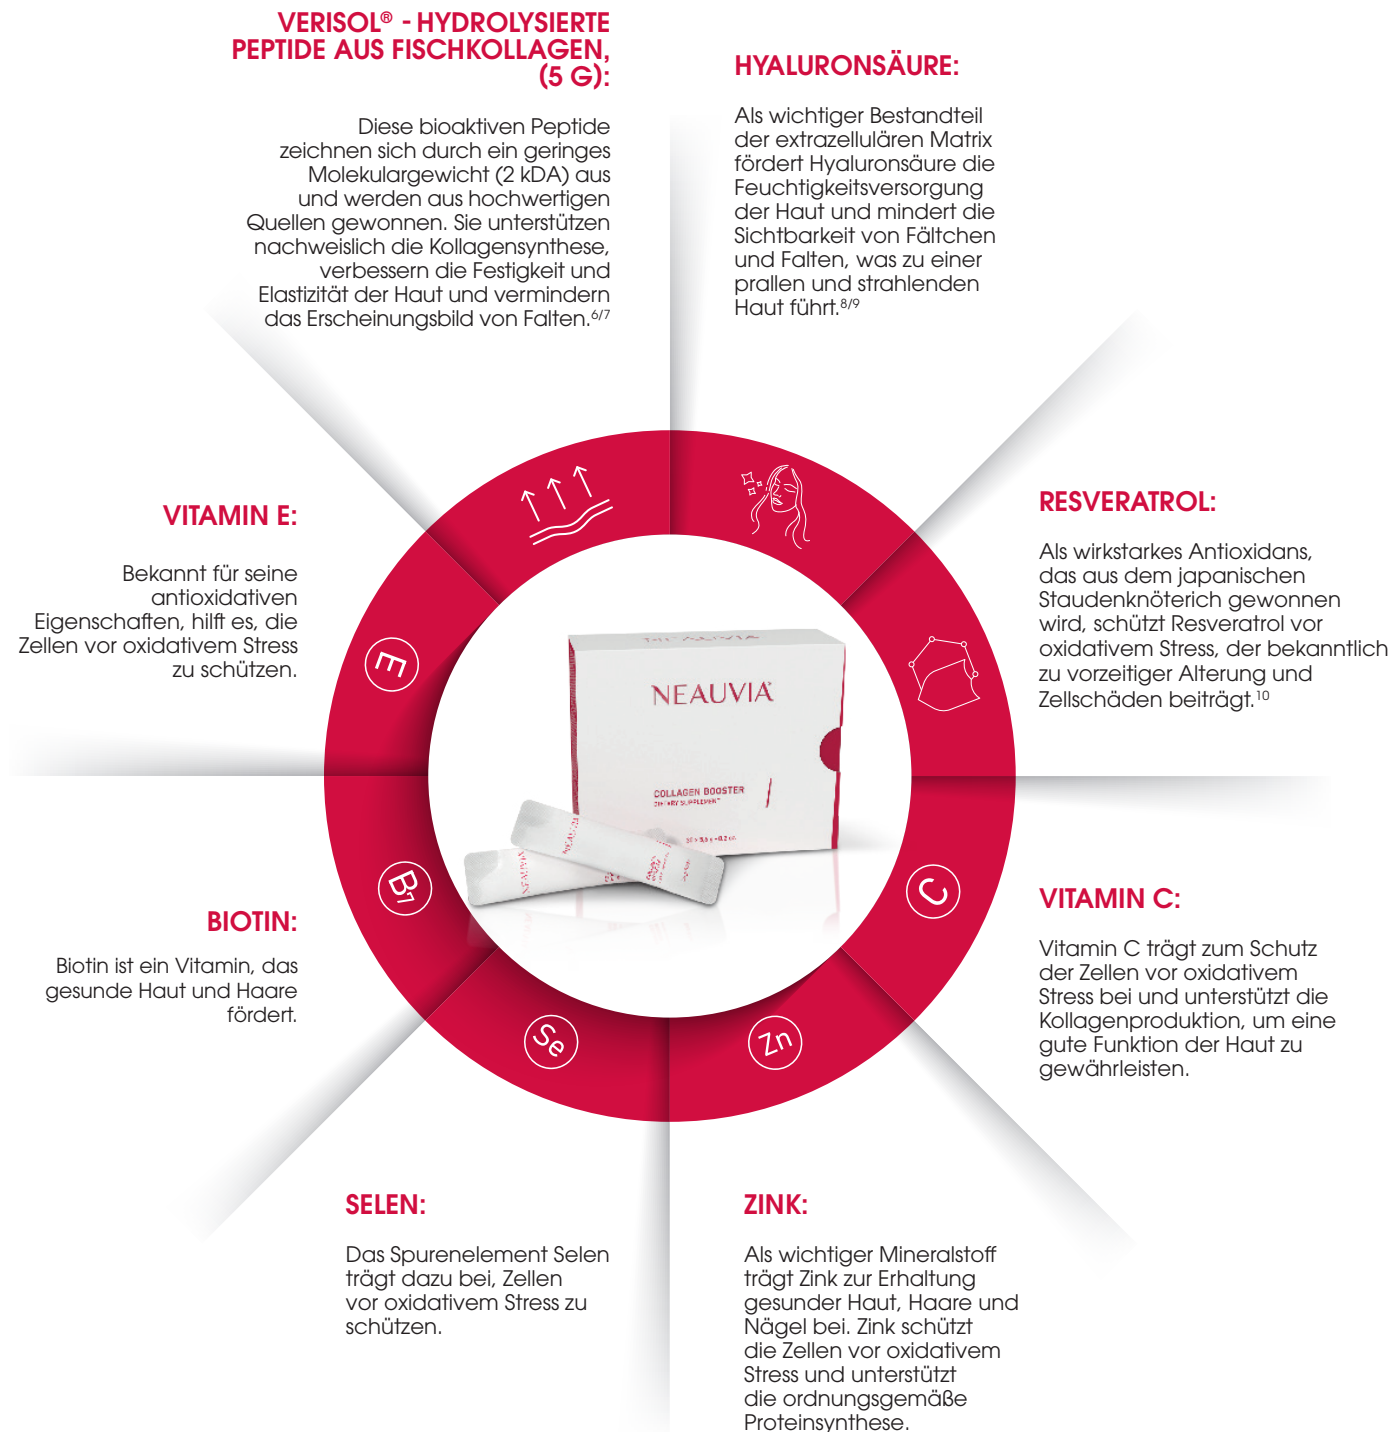 VERISOL® - HYDROLYSIERTE
PEPTIDE AUS FISCHKOLLAGEN,
(5 G):
Diese bioaktiven Peptide
zeichnen sich durch ein geringes
Molekulargewicht (2 kDA) aus
und werden aus hochwertigen
Quellen gewonnen. Sie unterstützen
nachweislich die Kollagensynthese,
verbessern die Festigkeit und
Elastizität der Haut und vermindern
das Erscheinungsbild von Falten.6/7
HYALURONSÄURE:
Als wichtiger Bestandteil
der extrazellulären Matrix
fördert Hyaluronsäure die
Feuchtigkeitsversorgung
der Haut und mindert die
Sichtbarkeit von Fältchen
und Falten, was zu einer
prallen und strahlenden
Haut führt.8/9
VITAMIN E:
Bekannt für seine
antioxidativen
Eigenschaften, hilft es, die
Zellen vor oxidativem Stress
zu schützen.
E
RESVERATROL:
Als wirkstarkes Antioxidans,
das aus dem japanischen
Staudenknöterich gewonnen
wird, schützt Resveratrol vor
oxidativem Stress, der bekanntlich
zu vorzeitiger Alterung und
Zellschäden beiträgt.10
NEAUVIA
COLLAGEN BOOSTER
DIETARY SUPPLEMENT
NEAUVIA
NEAUVIA
B7
BIOTIN:
Biotin ist ein Vitamin, das
gesunde Haut und Haare
fördert.
C
VITAMIN C:
Vitamin C trägt zum Schutz
der Zellen vor oxidativem
Stress bei und unterstützt die
Kollagenproduktion, um eine
gute Funktion der Haut zu
gewährleisten.
Se
Zn
SELEN:
Das Spurenelement Selen
trägt dazu bei, Zellen
vor oxidativem Stress zu
schützen.
ZINK:
Als wichtiger Mineralstoff
trägt Zink zur Erhaltung
gesunder Haut, Haare und
Nägel bei. Zink schützt
die Zellen vor oxidativem
Stress und unterstützt
die ordnungsgemäße
Proteinsynthese.